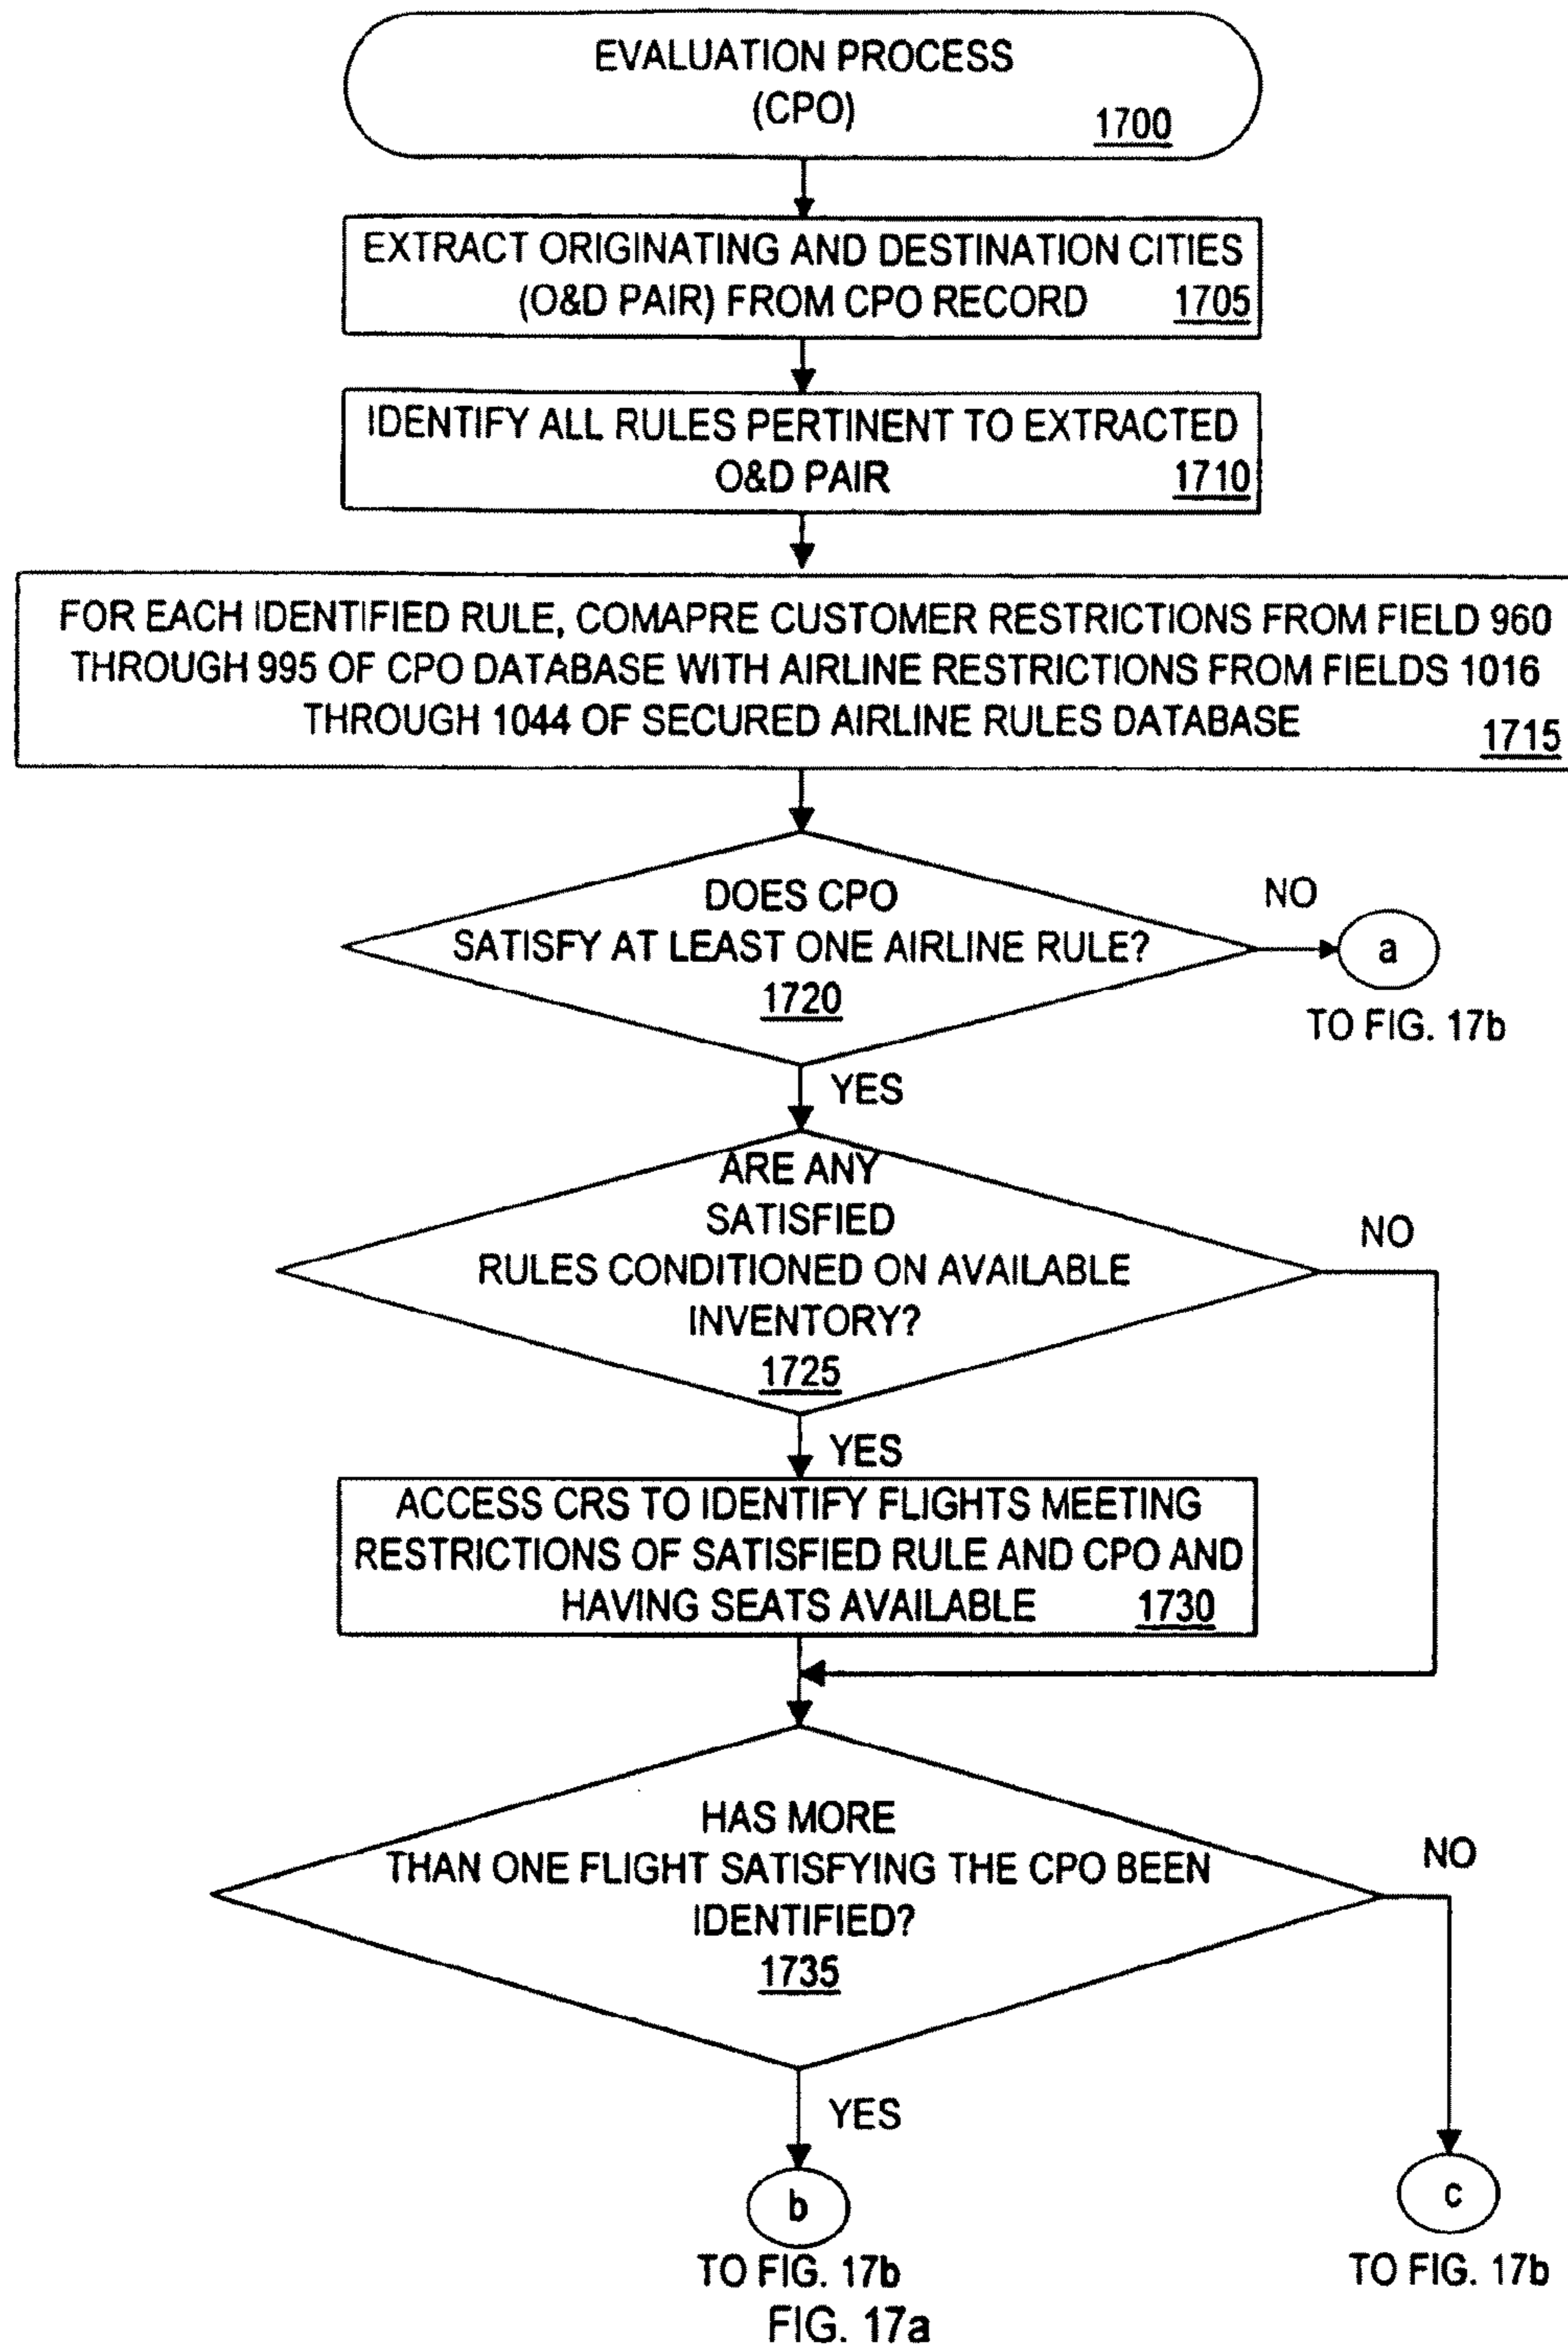 EVALUATION PROCESS
(CPO)
1700
EXTRACT ORIGINATING AND DESTINATION CITIES
(O&D PAIR) FROM CPO RECORD 1705
IDENTIFY ALL RULES PERTINENT TO EXTRACTED
O&D PAIR 1710
FOR EACH IDENTIFIED RULE, COMAPRE CUSTOMER RESTRICTIONS FROM FIELD 960
THROUGH 995 OF CPO DATABASE WITH AIRLINE RESTRICTIONS FROM FIELDS 1016
THROUGH 1044 OF SECURED AIRLINE RULES DATABASE
1715
DOES CPO
SATISFY AT LEAST ONE AIRLINE RULE?
1720
NO
a
TO FIG. 17b
YES
ARE ANY
SATISFIED
RULES CONDITIONED ON AVAILABLE
INVENTORY?
1725
NO
YES
ACCESS CRS TO IDENTIFY FLIGHTS MEETING
RESTRICTIONS OF SATISFIED RULE AND CPO AND
HAVING SEATS AVAILABLE 1730
HAS MORE
THAN ONE FLIGHT SATISFYING THE CPO BEEN
IDENTIFIED?
1735
NO
YES
b
TO FIG. 17b
c
TO FIG. 17b
FIG. 17a